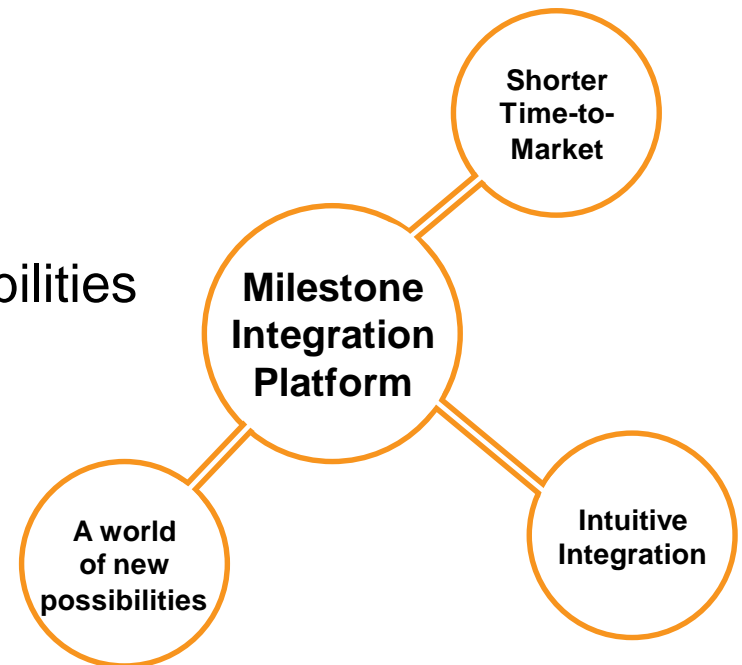 Shorter
Time-to-
Market
bilities
Milestone
Integration
Platform
A world
of new
possibilities
Intuitive
Integration